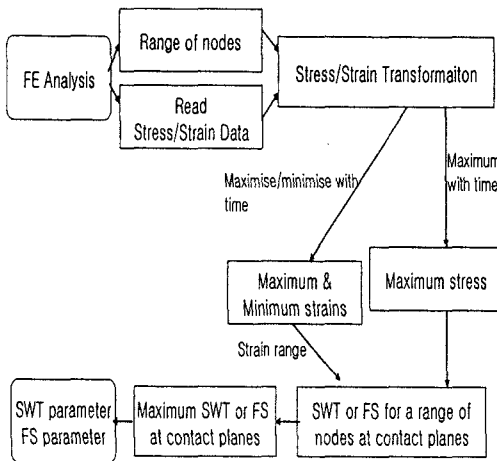 Range of nodes
FE Analysis
Read
Stress/Strain Data
Stress/Strain Transformaiton
Maximise/minimise with
time
Maximum
with time
Maximum &
Minimum strains
Maximum stress
Strain range
SWT parameter
FS parameter
Maximum SWT or FS
at contact planes
SWT or FS for a range of
nodes at contact planes